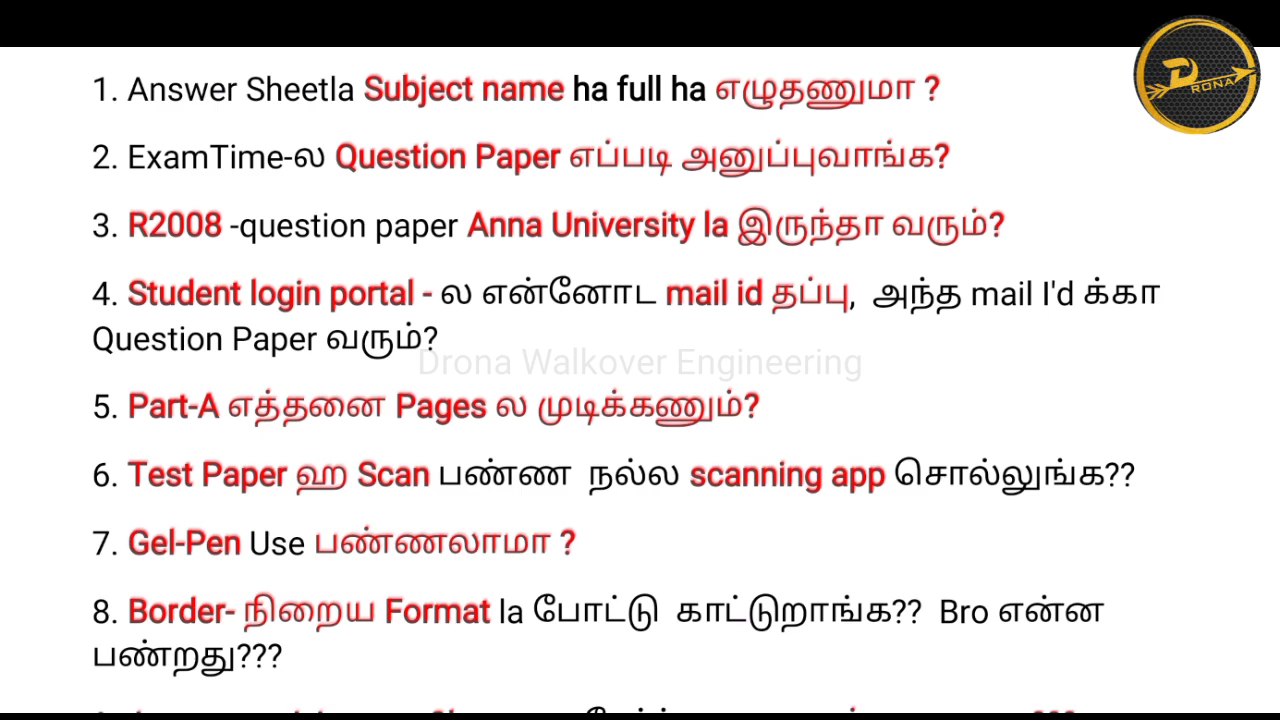 1. Answer Sheetla Subject name ha full ha எழுதணுமா ?
2. ExamTime-ல Question Paper எப்படி அனுப்புவாங்க?
3. R2008 -question paper Anna University la இருந்தா வரும்?
4. Student login portal - ல என்னோட mail id தப்பு, அந்த mail I'd க்கா
Question Paper வரும்?
Drona Walkover Engineering
5. Part-A எத்தனை Pages ல முடிக்கணும்?
6. Test Paper ஹ Scan பண்ண நல்ல scanning app சொல்லுங்க??
7. Gel-Pen Use பண்ணலாமா ?
8. Border- நிறைய Format la போட்டு காட்டுறாங்க?? Bro என்ன
பண்றது???
DRONA